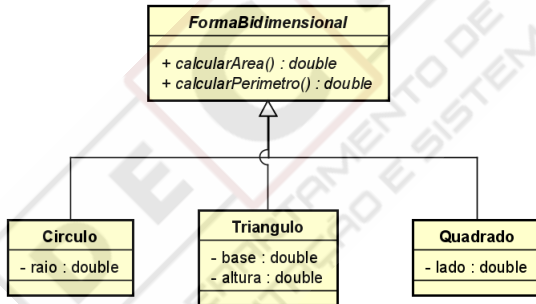 FormaBidimensional
+ calcularArea() : double
+ calcularPerimetro() : double
Circulo
- raio : double
Triangulo
- base : double
- altura : double
Quadrado
- lado : double